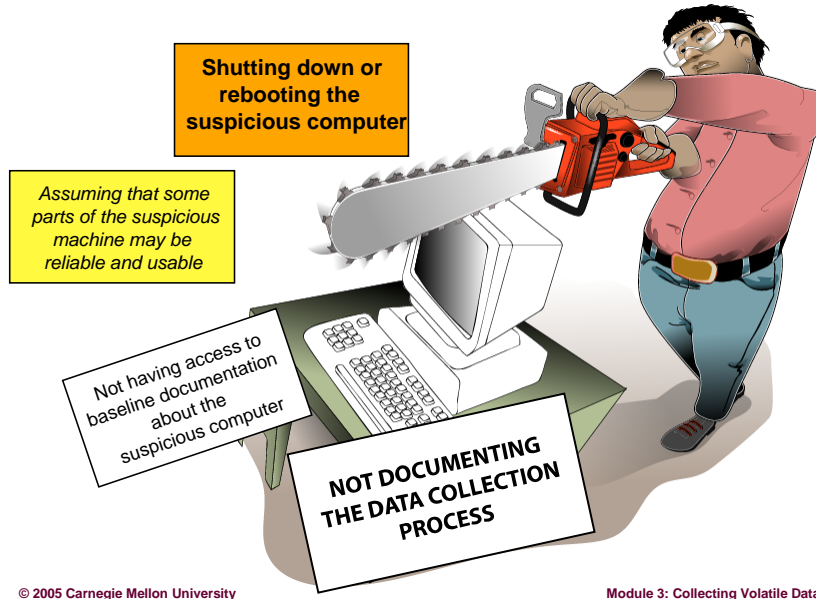 Shutting down or
rebooting the
suspicious computer
Assuming that some
parts of the suspicious
machine may be
reliable and usable
Not having access to
baseline documentation
about the
suspicious computer
NOT DOCUMENTING
THE DATA COLLECTION
PROCESS
© 2005 Carnegie Mellon University
Module 3: Collecting Volatile Data